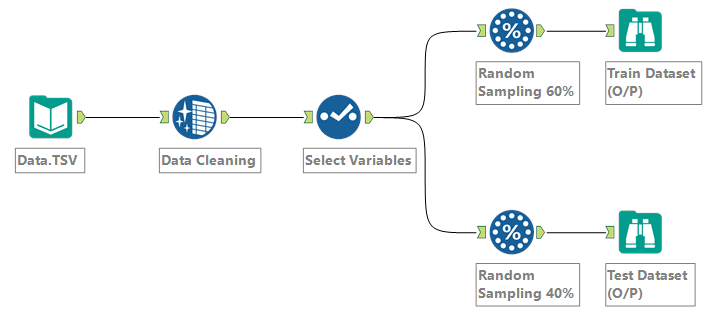 Data.TSV
Data Cleaning
Select Variables
%
Random
Sampling 60%
Train Dataset
(O/P)
%
Random
Sampling 40%
Test Dataset
(O/P)